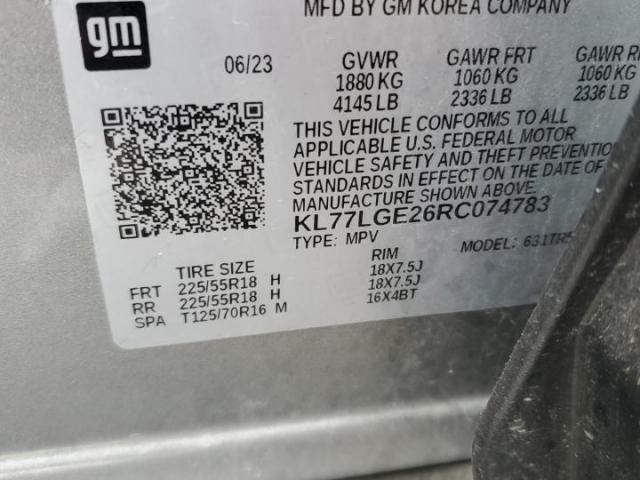 gm
MFD BY GM KOREA COMPANY
06/23 GVWR GAWR FRT GAWR
1880 KG 1060 KG 1060 KG
4145 LB 2336 LB 2336 LB
THIS VEHICLE CONFORMS TO ALL
APPLICABLE U.S. FEDERAL MOTOR
VEHICLE SAFETY AND THEFT PREVENTIO
STANDARDS IN EFFECT ON THE DATE OF
MANUFACTURE SHOWN ABOVE.
KL77LGE26RC074783
TYPE: MPV MODEL: 631TR5
TIRE SIZE RIM
FRT 225/55R18 H 18X7.5J
RR 225/55R18 H 18X7.5J
SPA T125/70R16 M 16X4BT